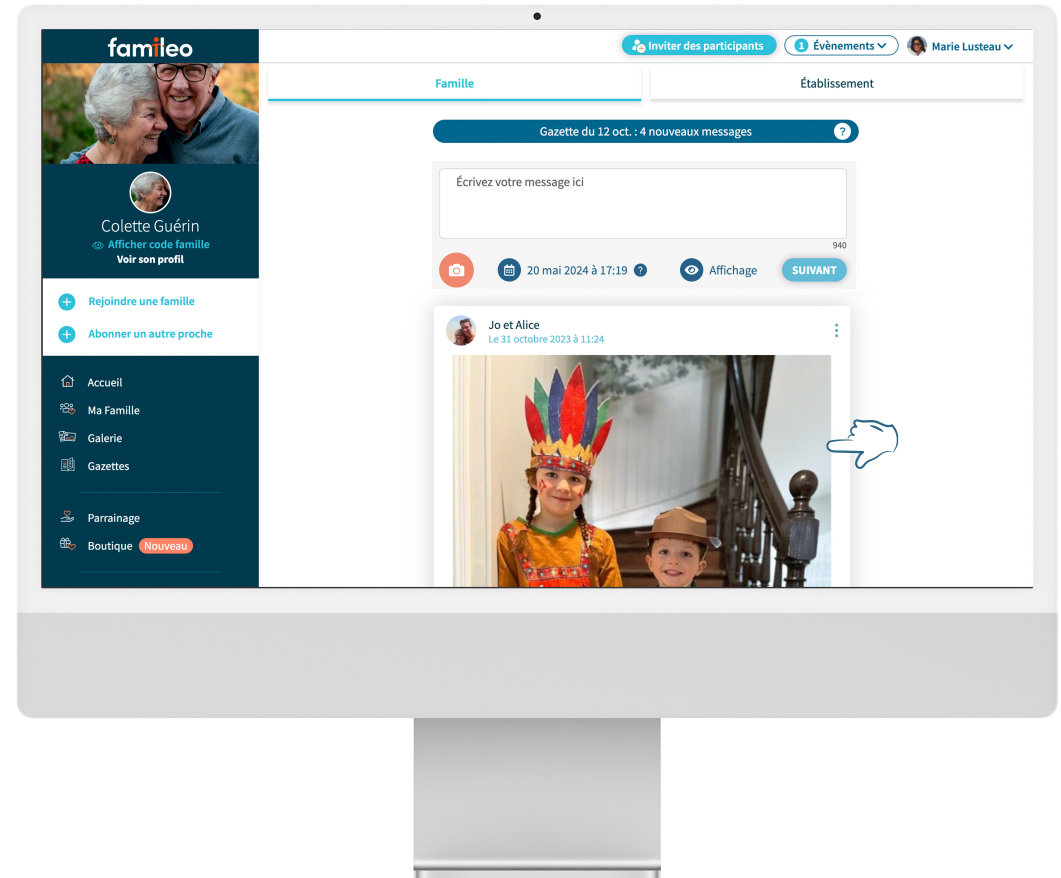 famileo
Inviter des participants
1 Évènements
Marie Lusteau
Famille
Établissement
Gazette du 12 oct. : 4 nouveaux messages ?
Colette Guérin
Afficher code famille
Voir son profil
Rejoindre une famille
Abonner un autre proche
Accueil
Ma Famille
Galerie
Gazettes
Parrainage
Boutique Nouveau
Écrivez votre message ici
940
20 mai 2024 à 17:19 ?
Affichage
SUIVANT
Jo et Alice
Le 31 octobre 2023 à 11:24